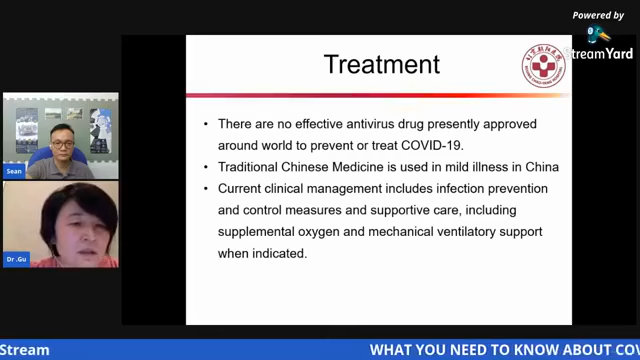 Powered by
StreamYard
Treatment
• There are no effective antivirus drug presently approved
around world to prevent or treat COVID-19.
• Traditional Chinese Medicine is used in mild illness in China
• Current clinical management includes infection prevention
and control measures and supportive care, including
supplemental oxygen and mechanical ventilatory support
when indicated.
Sean
Dr .Gu
Stream
WHAT YOU NEED TO KNOW ABOUT COV